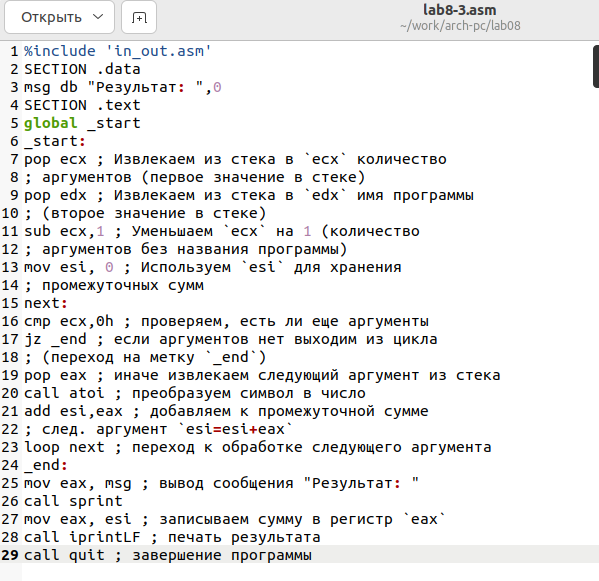 Открыть
lab8-3.asm
~/work/arch-pc/lab08
1 %include 'in_out.asm'
2 SECTION .data
3 msg db "Результат: ",0
4 SECTION .text
5 global _start
6 _start:
7 pop ecx ; Извлекаем из стека в `ecx` количество
8 ; аргументов (первое значение в стеке)
9 pop edx ; Извлекаем из стека в `edx` имя программы
10 ; (второе значение в стеке)
11 sub ecx,1 ; Уменьшаем `ecx` на 1 (количество
12 ; аргументов без названия программы)
13 mov esi, 0 ; Используем `esi` для хранения
14 ; промежуточных сумм
15 next:
16 cmp ecx,0h ; проверяем, есть ли еще аргументы
17 jz _end ; если аргументов нет выходим из цикла
18 ; (переход на метку `_end`)
19 pop eax ; иначе извлекаем следующий аргумент из стека
20 call atoi ; преобразуем символ в число
21 add esi,eax ; добавляем к промежуточной сумме
22 ; след. аргумент `esi=esi+eax`
23 loop next ; переход к обработке следующего аргумента
24 _end:
25 mov eax, msg ; вывод сообщения "Результат: "
26 call sprint
27 mov eax, esi ; записываем сумму в регистр `eax`
28 call iprintLF ; печать результата
29 call quit ; завершение программы